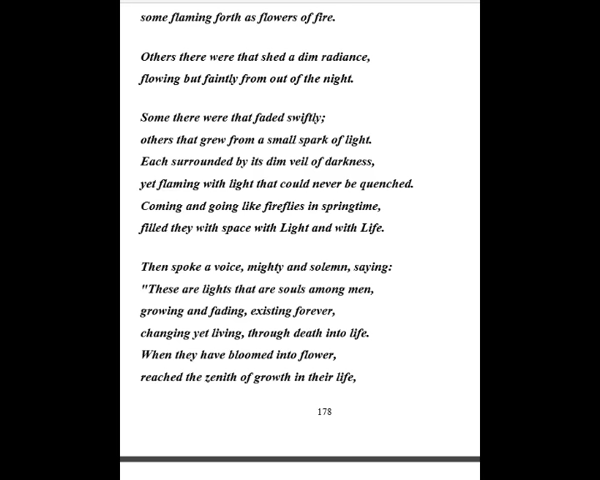 some flaming forth as flowers of fire.
Others there were that shed a dim radiance,
flowing but faintly from out of the night.
Some there were that faded swiftly;
others that grew from a small spark of light.
Each surrounded by its dim veil of darkness,
yet flaming with light that could never be quenched.
Coming and going like fireflies in springtime,
filled they with space with Light and with Life.
Then spoke a voice, mighty and solemn, saying:
"These are lights that are souls among men,
growing and fading, existing forever,
changing yet living, through death into life.
When they have bloomed into flower,
reached the zenith of growth in their life,
178